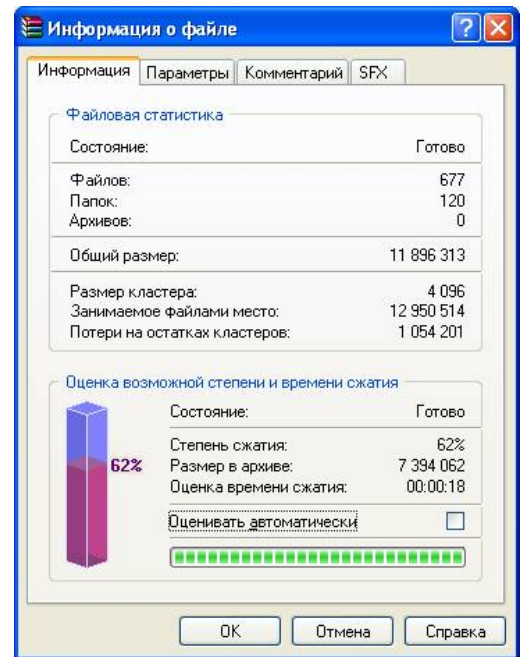 Информация о файле
Информация Параметры Комментарий SFX
Файловая статистика
Состояние: Готово
Файлов: 677
Папок: 120
Архивов: 0
Общий размер: 11 896 313
Размер кластера: 4 096
Занимаемое файлами место: 12 950 514
Потери на остатках кластеров: 1 054 201
Оценка возможной степени и времени сжатия
Состояние: Готово
Степень сжатия: 62%
62% Размер в архиве: 7 394 062
Оценка времени сжатия: 00:00:18
Оценивать автоматически
ОК Отмена Справка